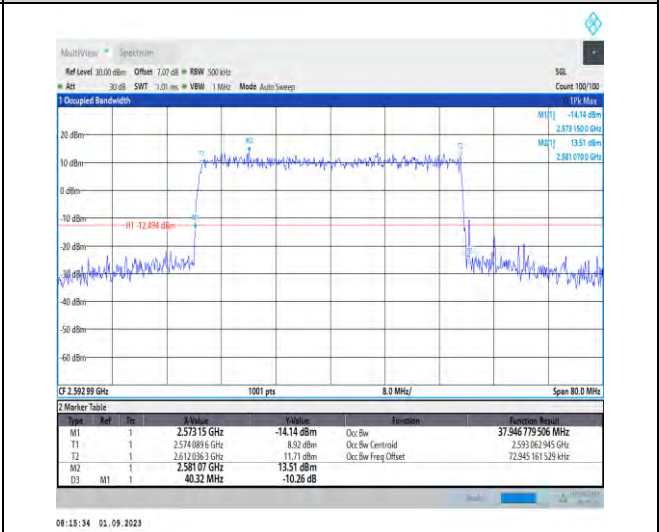 MultiView Spectrum
Ref Level 30.00 dBm Offset 7.07 dB RBW 500 kHz SGL
Att 30 dB SWT 1.01 ms VBW 1 MHz Mode Auto Sweep Count 100/100
1 Occupied Bandwidth 1Pk Max
M1[1] -14.14 dBm
2.573 150 0 GHz
M2[1] 13.51 dBm
2.581 070 0 GHz
20 dBm
10 dBm
0 dBm
-10 dBm
H1 -12.494 dBm
-20 dBm
-30 dBm
-40 dBm
-50 dBm
-60 dBm
T1
M2
T2
M1
CF 2.592 99 GHz 1001 pts 8.0 MHz/ Span 80.0 MHz
2 Marker Table
Type Ref Trc X-Value Y-Value Function Function Result
M1 1 2.573 15 GHz -14.14 dBm Occ Bw 37.946 779 506 MHz
T1 1 2.574 089 6 GHz 8.92 dBm Occ Bw Centroid 2.593 062 945 GHz
T2 1 2.612 036 3 GHz 11.71 dBm Occ Bw Freq Offset 72.945 161 529 kHz
M2 1 2.581 07 GHz 13.51 dBm
D3 M1 1 40.32 MHz -10.26 dB
08:15:34 01.09.2023